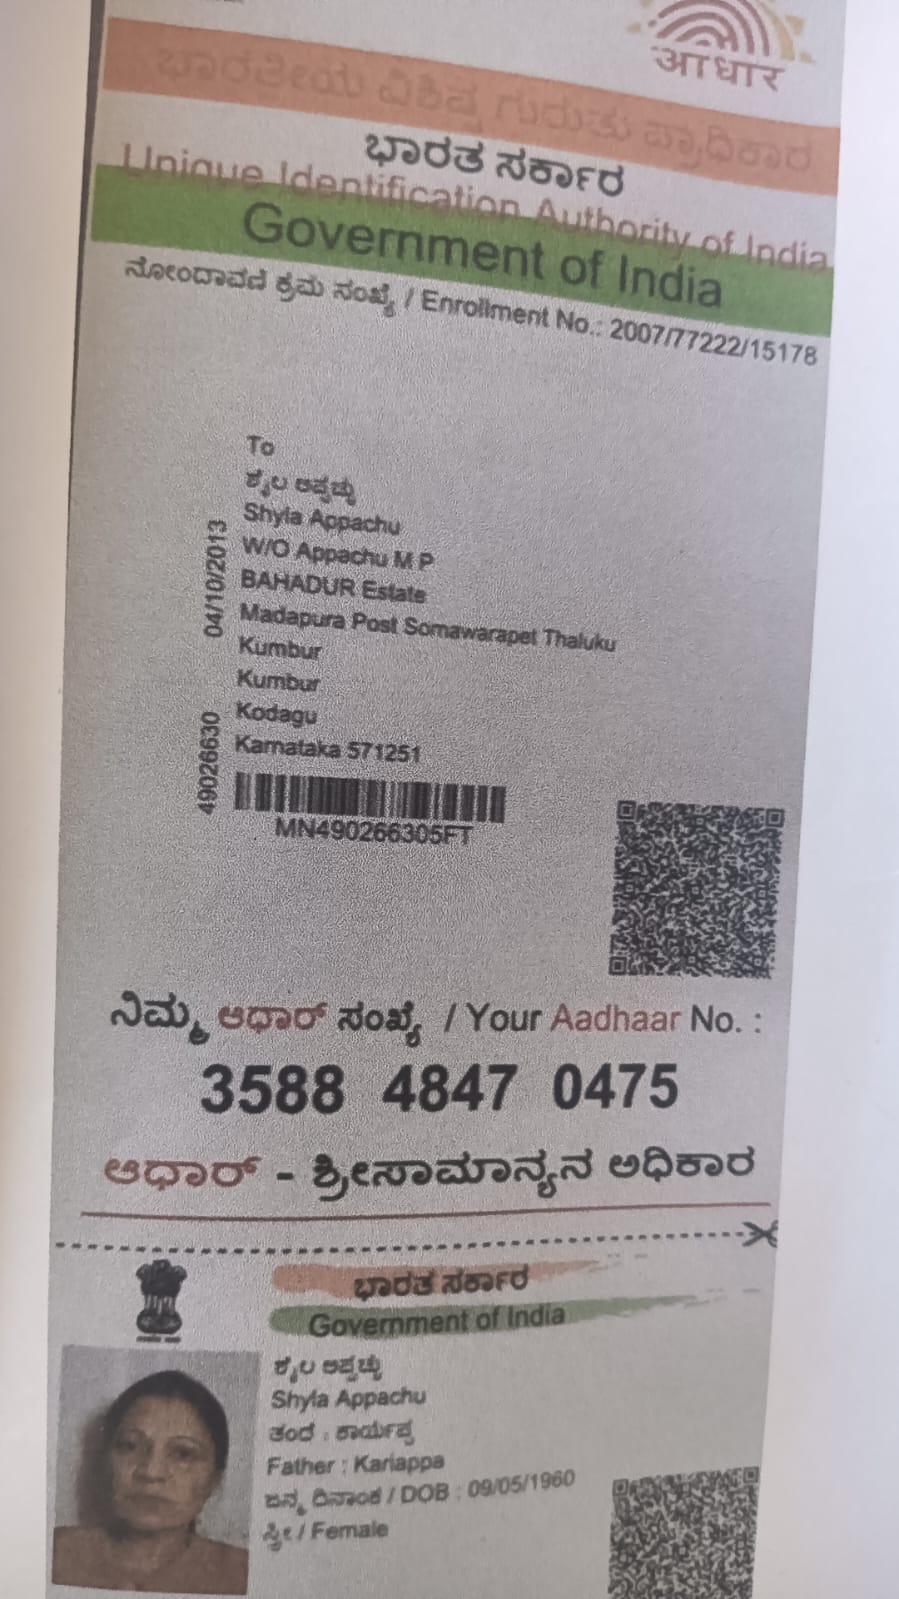 आधार
ಭಾರತೀಯ ವಿಶಿಷ್ಟ ಗುರುತು ಪ್ರಾಧಿಕಾರ
ಭಾರತ ಸರ್ಕಾರ
Unique Identification Authority of India
Government of India
ನೋಂದಾವಣಿ ಕ್ರಮ ಸಂಖ್ಯೆ / Enrollment No.: 2007/77222/15178
To
ಶೈಲ ಅಪ್ಪಚ್ಚು
Shyla Appachu
W/O Appachu M P
BAHADUR Estate
Madapura Post Somawarapet Thaluku
Kumbur
Kumbur
Kodagu
Karnataka 571251
04/10/2013
49026630
MN490266305FT
ನಿಮ್ಮ ಆಧಾರ್ ಸಂಖ್ಯೆ / Your Aadhaar No. :
3588 4847 0475
ಆಧಾರ್ - ಶ್ರೀಸಾಮಾನ್ಯನ ಅಧಿಕಾರ
ಭಾರತ ಸರ್ಕಾರ
Government of India
ಶೈಲ ಅಪ್ಪಚ್ಚು
Shyla Appachu
ತಂದೆ : ಕಾರ್ಯಪ್ಪ
Father : Kariappa
ಜನ್ಮ ದಿನಾಂಕ / DOB : 09/05/1960
ಸ್ತ್ರೀ / Female